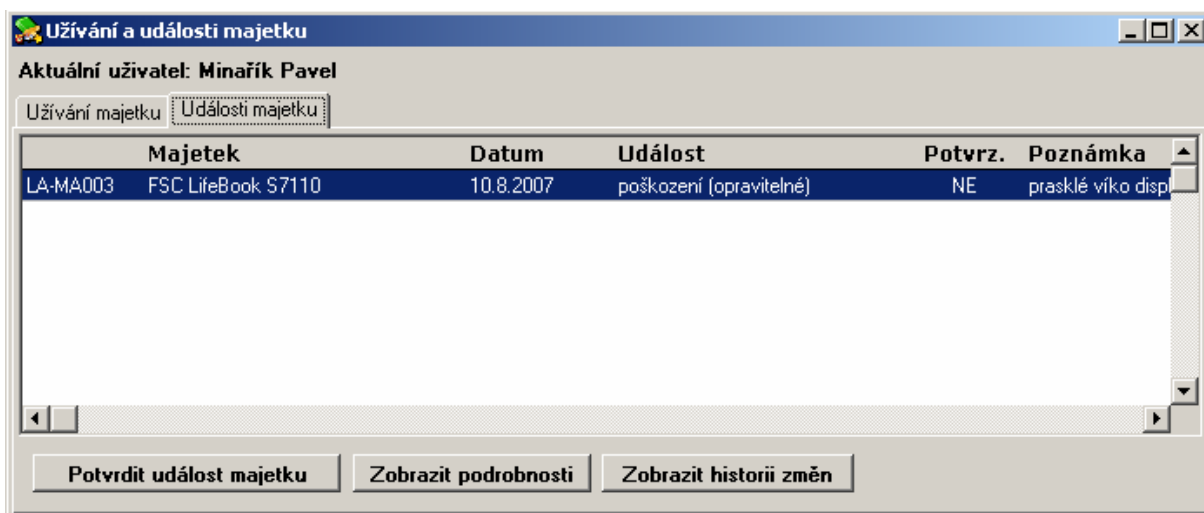 Užívání a události majetku
Aktuální uživatel: Minařík Pavel
Užívání majetku Události majetku
Majetek Datum Událost Potvrz. Poznámka
LA-MA003 FSC LifeBook S7110 10.8.2007 poškození (opravitelné) NE prasklé víko displ
Potvrdit událost majetku Zobrazit podrobnosti Zobrazit historii změn